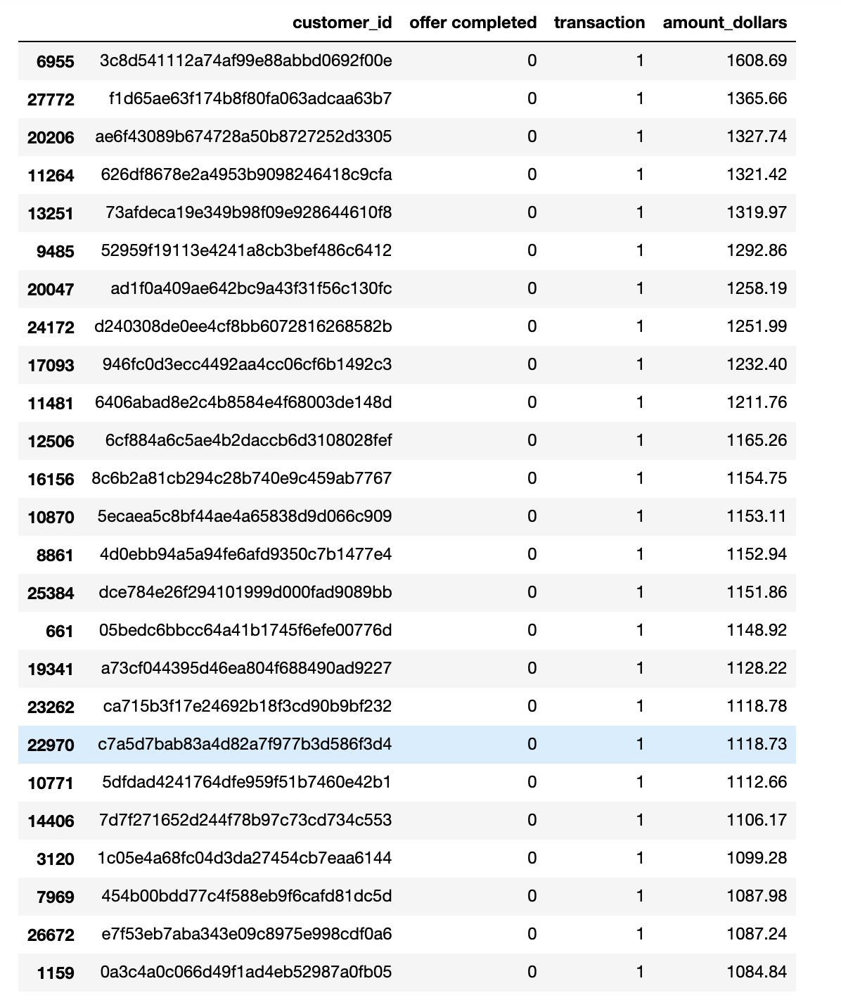 customer_id offer completed transaction amount_dollars
6955 3c8d541112a74af99e88abbd0692f00e 0 1 1608.69
27772 f1d65ae63f174b8f80fa063adcaa63b7 0 1 1365.66
20206 ae6f43089b674728a50b8727252d3305 0 1 1327.74
11264 626df8678e2a4953b9098246418c9cfa 0 1 1321.42
13251 73afdeca19e349b98f09e928644610f8 0 1 1319.97
9485 52959f19113e4241a8cb3bef486c6412 0 1 1292.86
20047 ad1f0a409ae642bc9a43f31f56c130fc 0 1 1258.19
24172 d240308de0ee4cf8bb6072816268582b 0 1 1251.99
17093 946fc0d3ecc4492aa4cc06cf6b1492c3 0 1 1232.40
11481 6406abad8e2c4b8584e4f68003de148d 0 1 1211.76
12506 6cf884a6c5ae4b2daccb6d3108028fef 0 1 1165.26
16156 8c6b2a81cb294c28b740e9c459ab7767 0 1 1154.75
10870 5ecaea5c8bf44ae4a65838d9d066c909 0 1 1153.11
8861 4d0ebb94a5a94fe6afd9350c7b1477e4 0 1 1152.94
25384 dce784e26f294101999d000fad9089bb 0 1 1151.86
661 05bedc6bbcc64a41b1745f6efe00776d 0 1 1148.92
19341 a73cf044395d46ea804f688490ad9227 0 1 1128.22
23262 ca715b3f17e24692b18f3cd90b9bf232 0 1 1118.78
22970 c7a5d7bab83a4d82a7f977b3d586f3d4 0 1 1118.73
10771 5dfdad4241764dfe959f51b7460e42b1 0 1 1112.66
14406 7d7f271652d244f78b97c73cd734c553 0 1 1106.17
3120 1c05e4a68fc04d3da27454cb7eaa6144 0 1 1099.28
7969 454b00bdd77c4f588eb9f6cafd81dc5d 0 1 1087.98
26672 e7f53eb7aba343e09c8975e998cdf0a6 0 1 1087.24
1159 0a3c4a0c066d49f1ad4eb52987a0fb05 0 1 1084.84